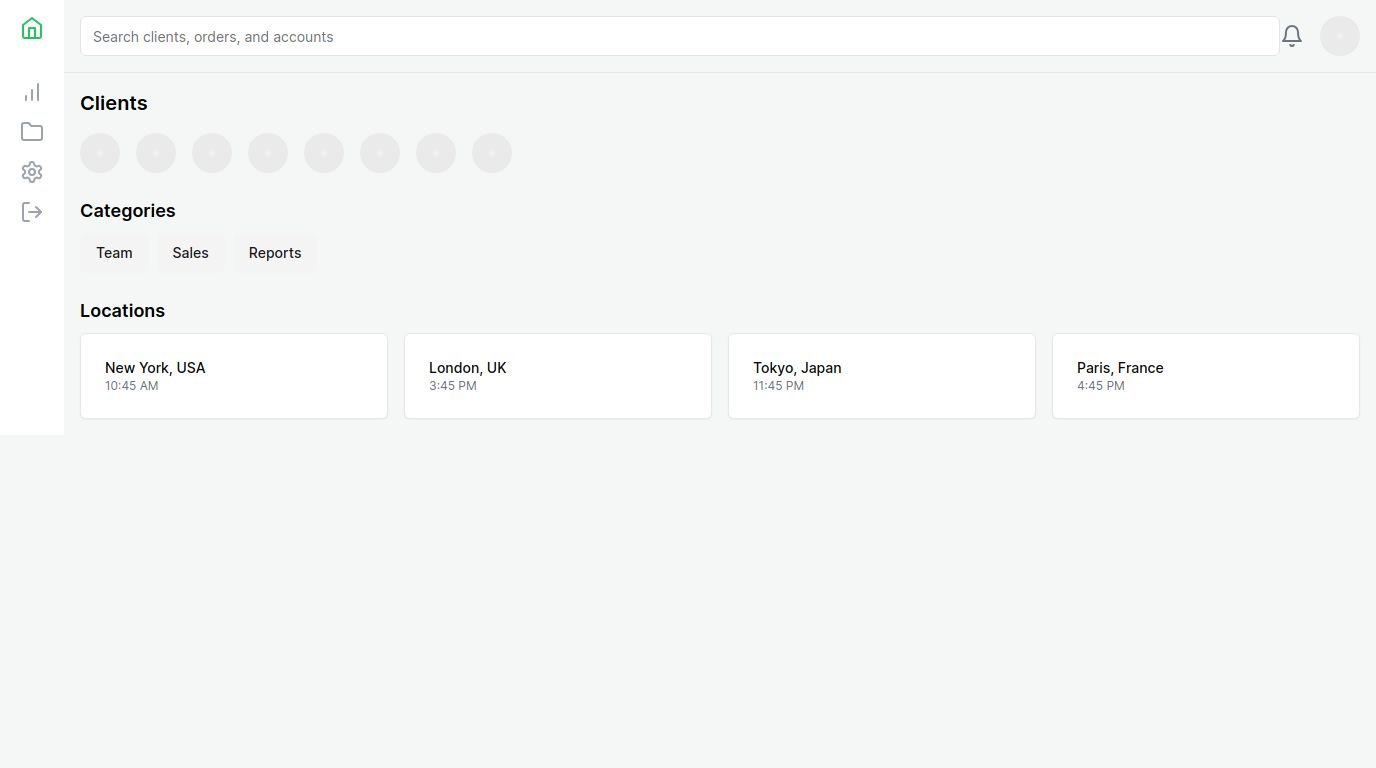 Search clients, orders, and accounts
Clients
Categories
Team
Sales
Reports
Locations
New York, USA
10:45 AM
London, UK
3:45 PM
Tokyo, Japan
11:45 PM
Paris, France
4:45 PM